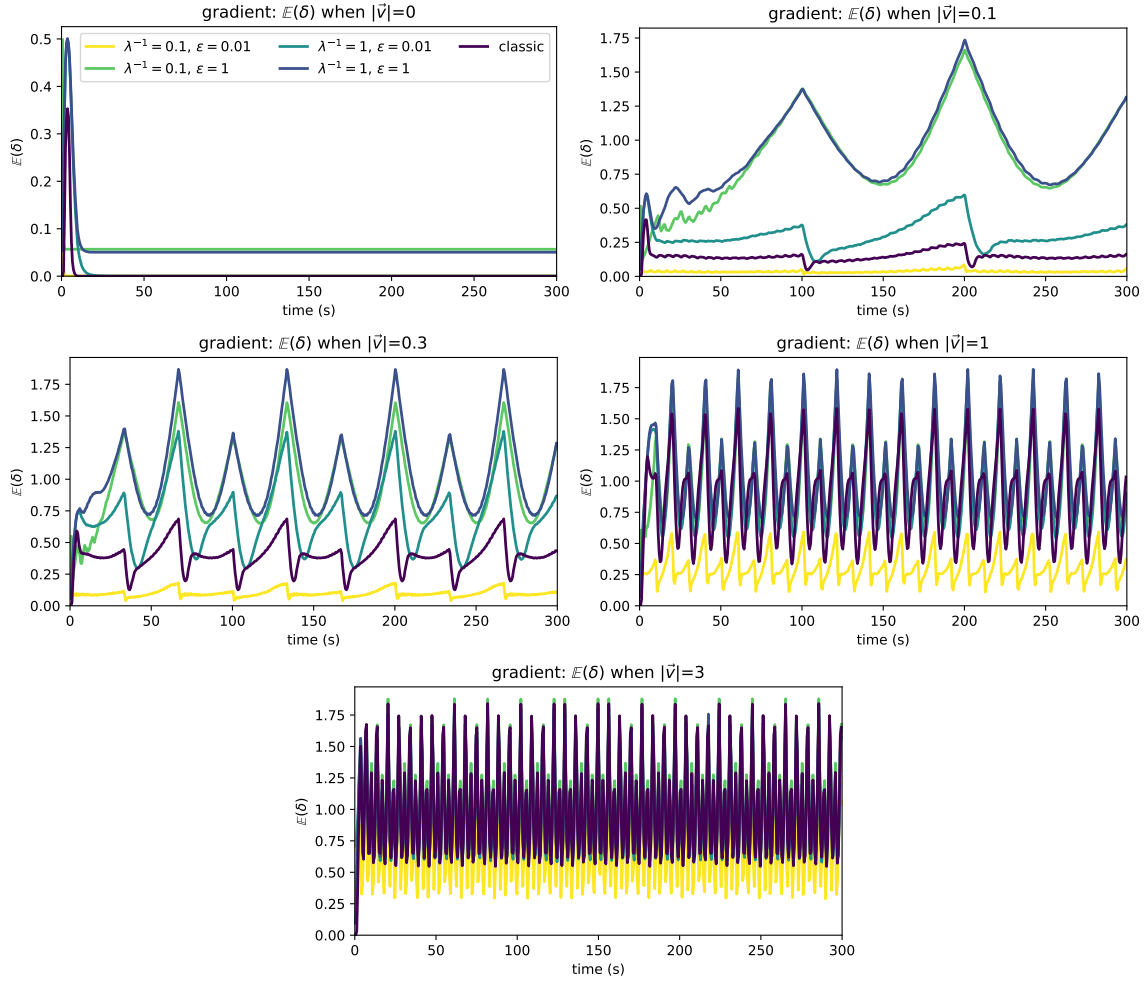 gradient: 𝔼(δ) when |v⃗|=0
𝔼(δ)
0.5
0.4
0.3
0.2
0.1
0.0
λ⁻¹ = 0.1, ε = 0.01
λ⁻¹ = 1, ε = 0.01
classic
λ⁻¹ = 0.1, ε = 1
λ⁻¹ = 1, ε = 1
0 50 100 150 200 250 300
time (s)
gradient: 𝔼(δ) when |v⃗|=0.1
𝔼(δ)
1.75
1.50
1.25
1.00
0.75
0.50
0.25
0.00
0 50 100 150 200 250 300
time (s)
gradient: 𝔼(δ) when |v⃗|=0.3
𝔼(δ)
1.75
1.50
1.25
1.00
0.75
0.50
0.25
0.00
0 50 100 150 200 250 300
time (s)
gradient: 𝔼(δ) when |v⃗|=1
𝔼(δ)
1.75
1.50
1.25
1.00
0.75
0.50
0.25
0.00
0 50 100 150 200 250 300
time (s)
gradient: 𝔼(δ) when |v⃗|=3
𝔼(δ)
1.75
1.50
1.25
1.00
0.75
0.50
0.25
0.00
0 50 100 150 200 250 300
time (s)